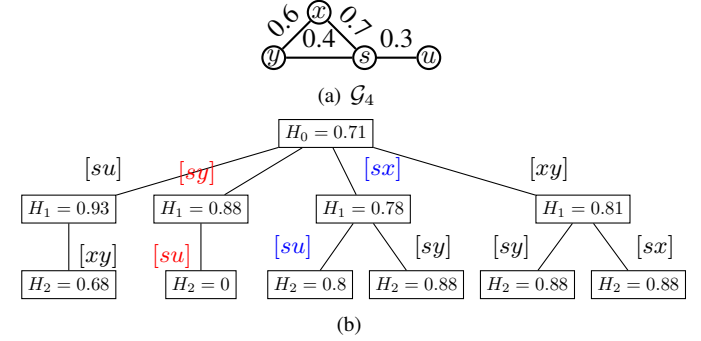 x
0.6
0.7
0.4
0.3
y
s
u
(a) 𝒢₄
H₀ = 0.71
[su]
[sy]
[sx]
[xy]
H₁ = 0.93
H₁ = 0.88
H₁ = 0.78
H₁ = 0.81
[xy]
[su]
[su]
[sy]
[sy]
[sx]
H₂ = 0.68
H₂ = 0
H₂ = 0.8
H₂ = 0.88
H₂ = 0.88
H₂ = 0.88
(b)